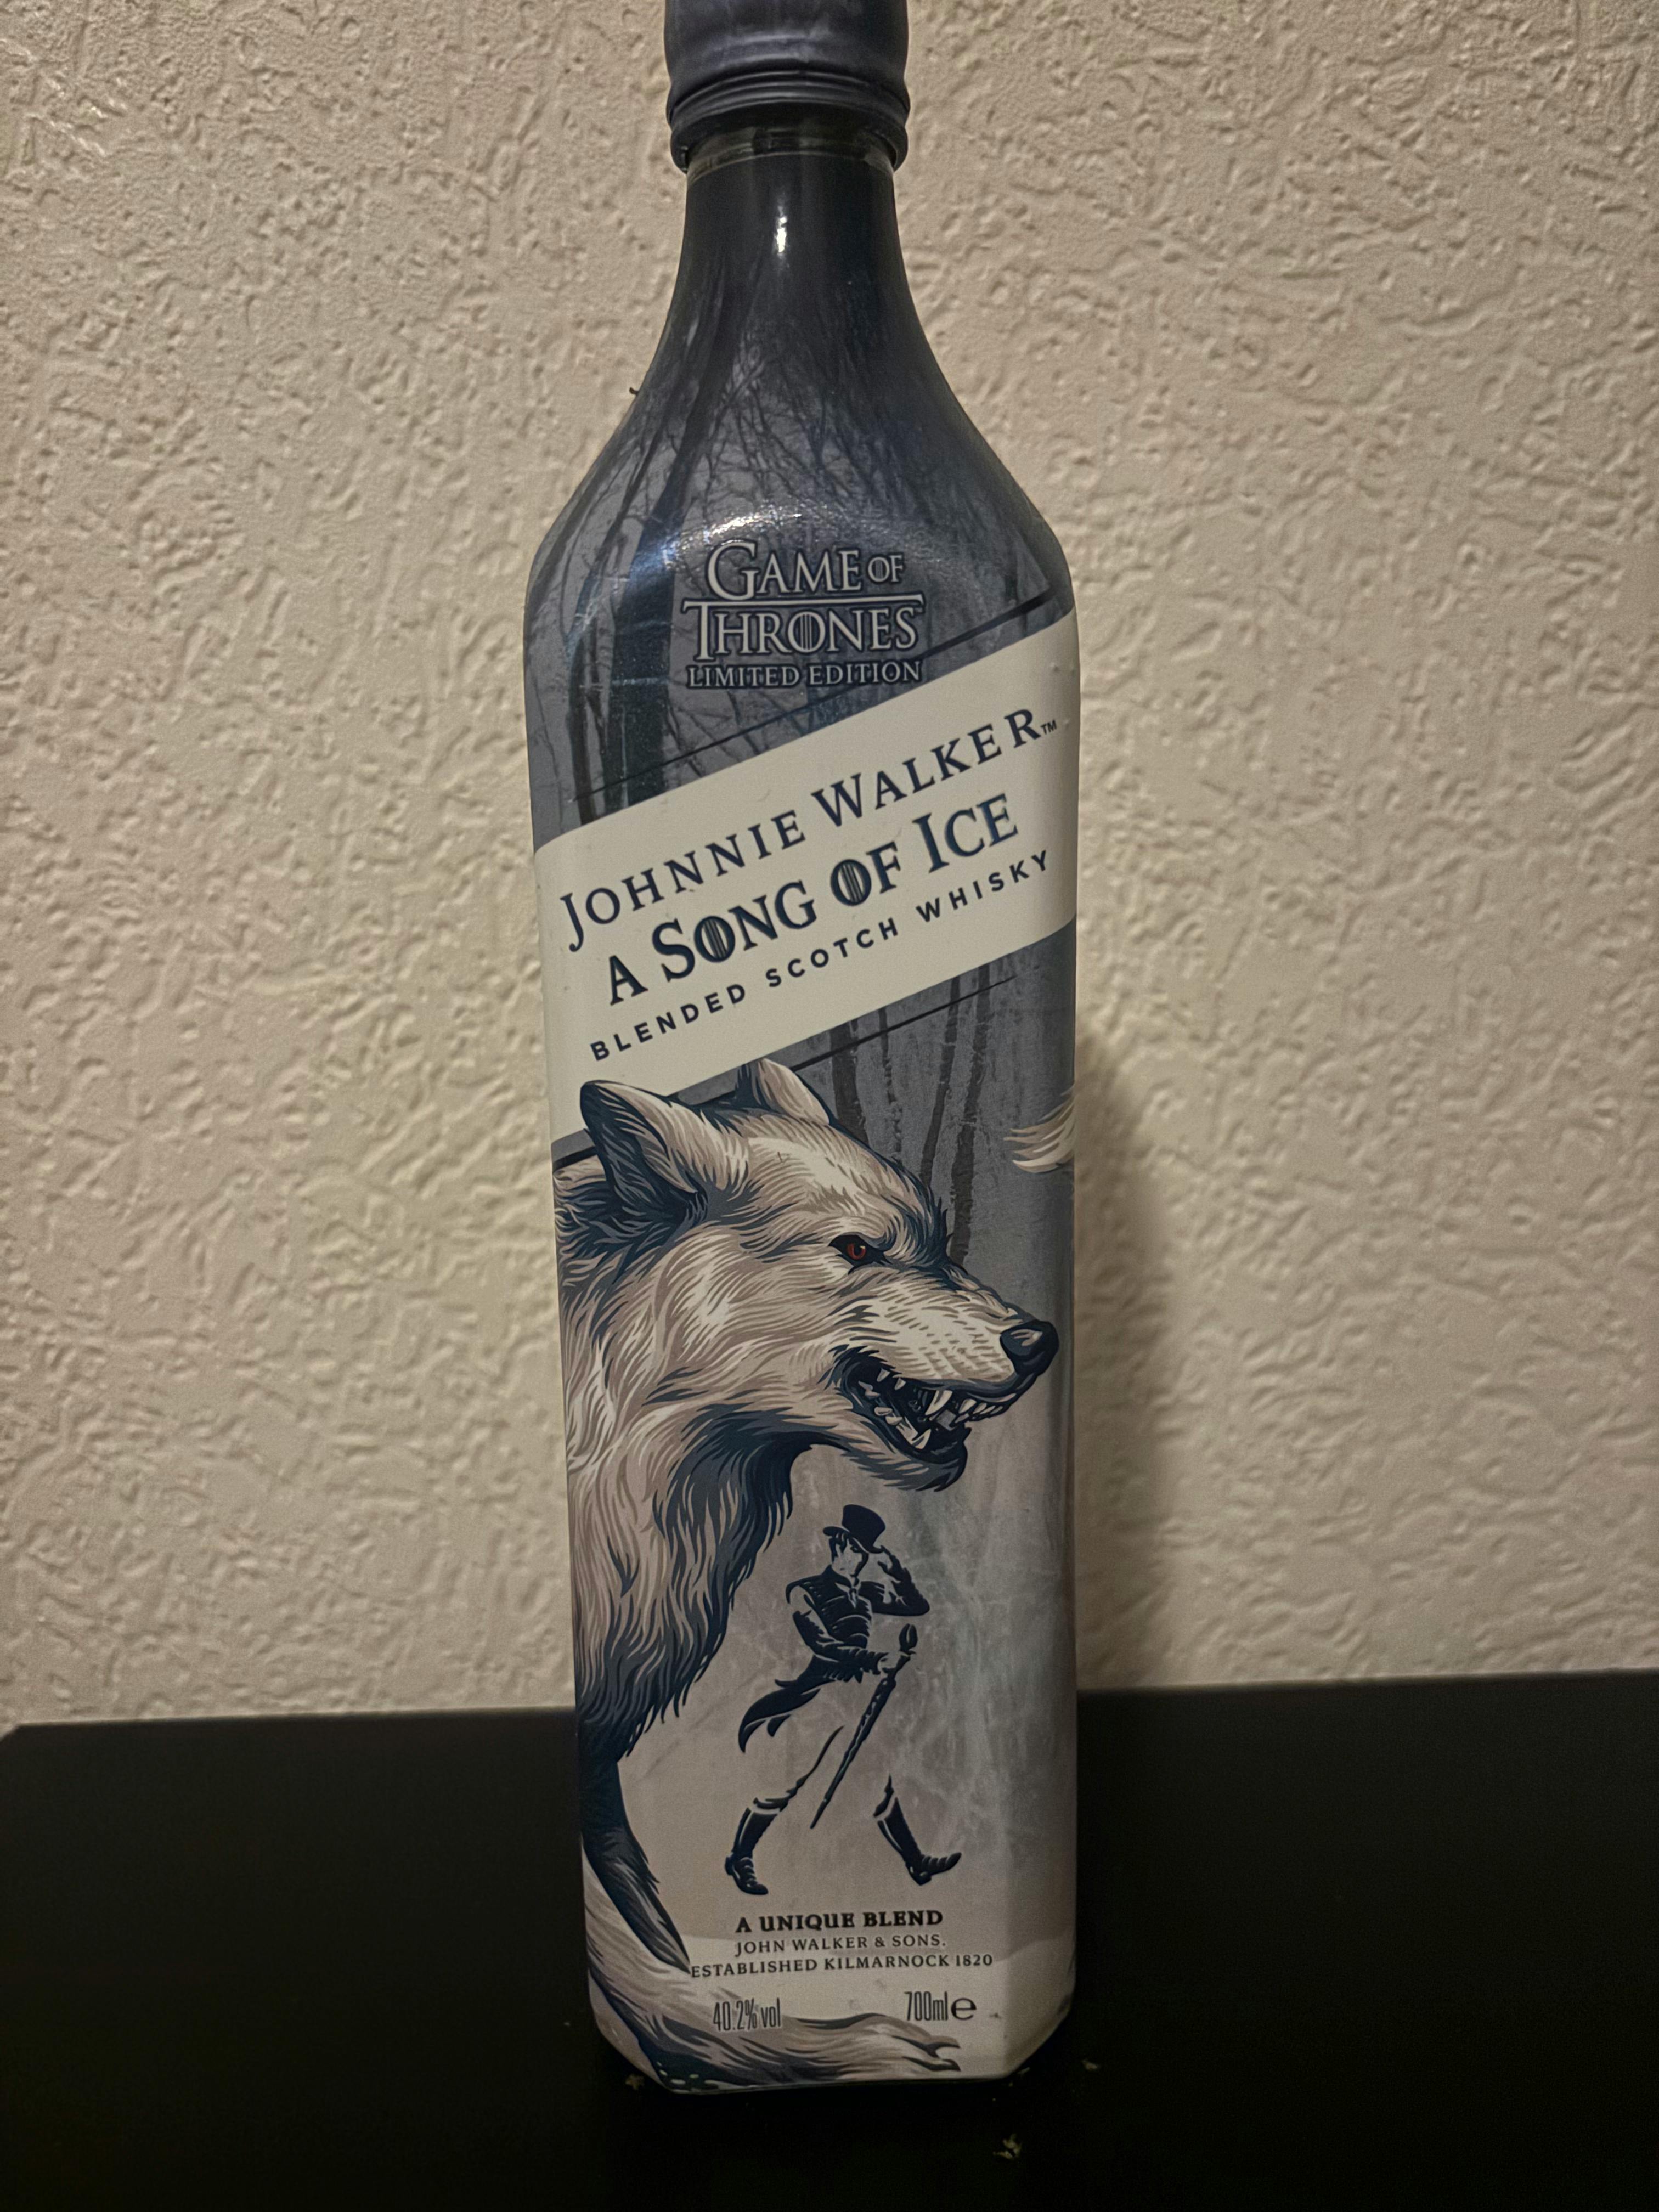 GAME OF
THRONES
LIMITED EDITION
JOHNNIE WALKER™
A SONG OF ICE
BLENDED SCOTCH WHISKY
A UNIQUE BLEND
JOHN WALKER & SONS.
ESTABLISHED KILMARNOCK 1820
40.2% vol 700ml ℮